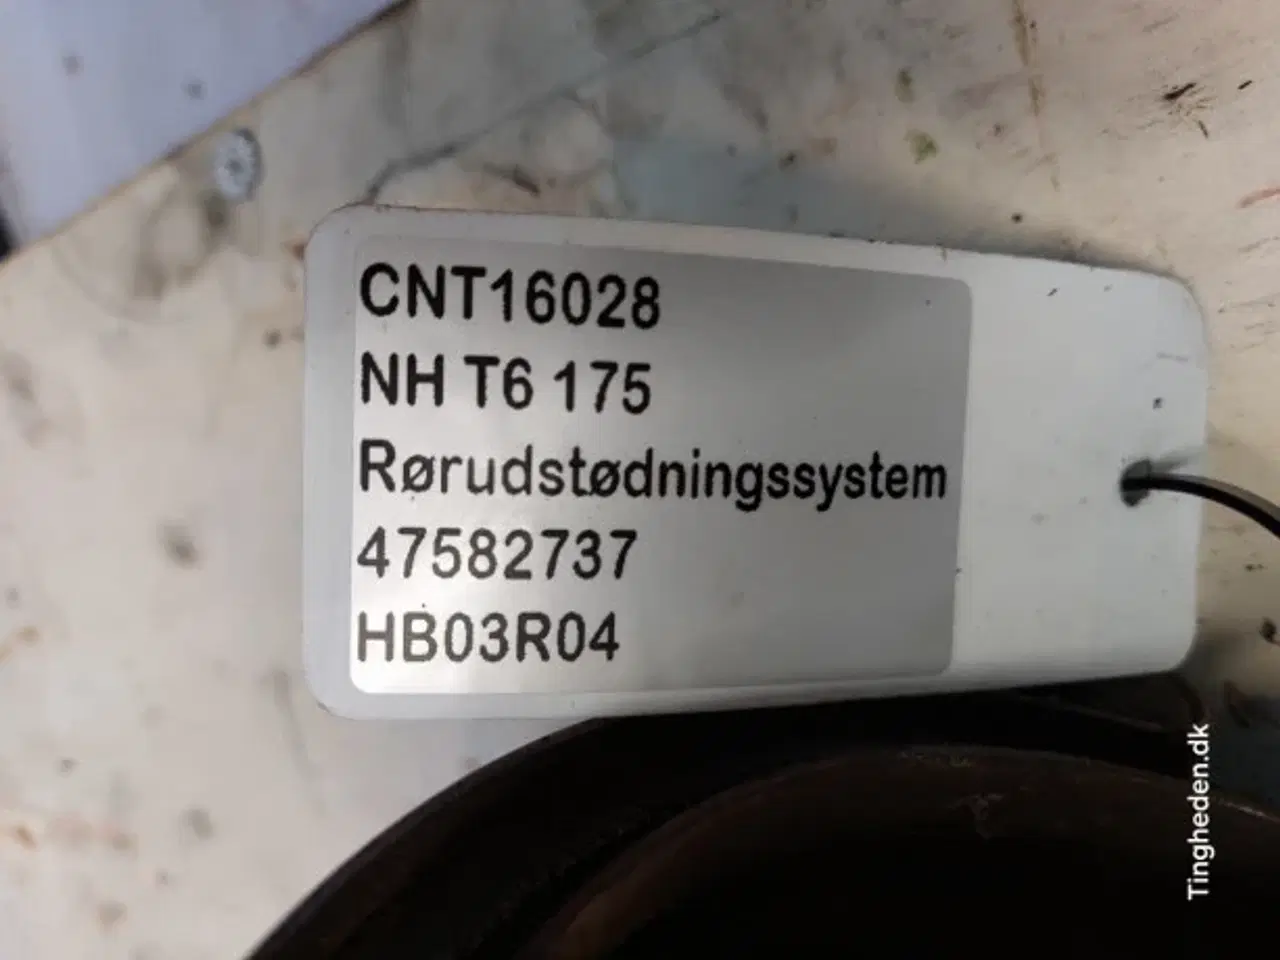 CNT16028
NH T6 175
Rørudstødningssystem
47582737
HB03R04
Tingheden.dk